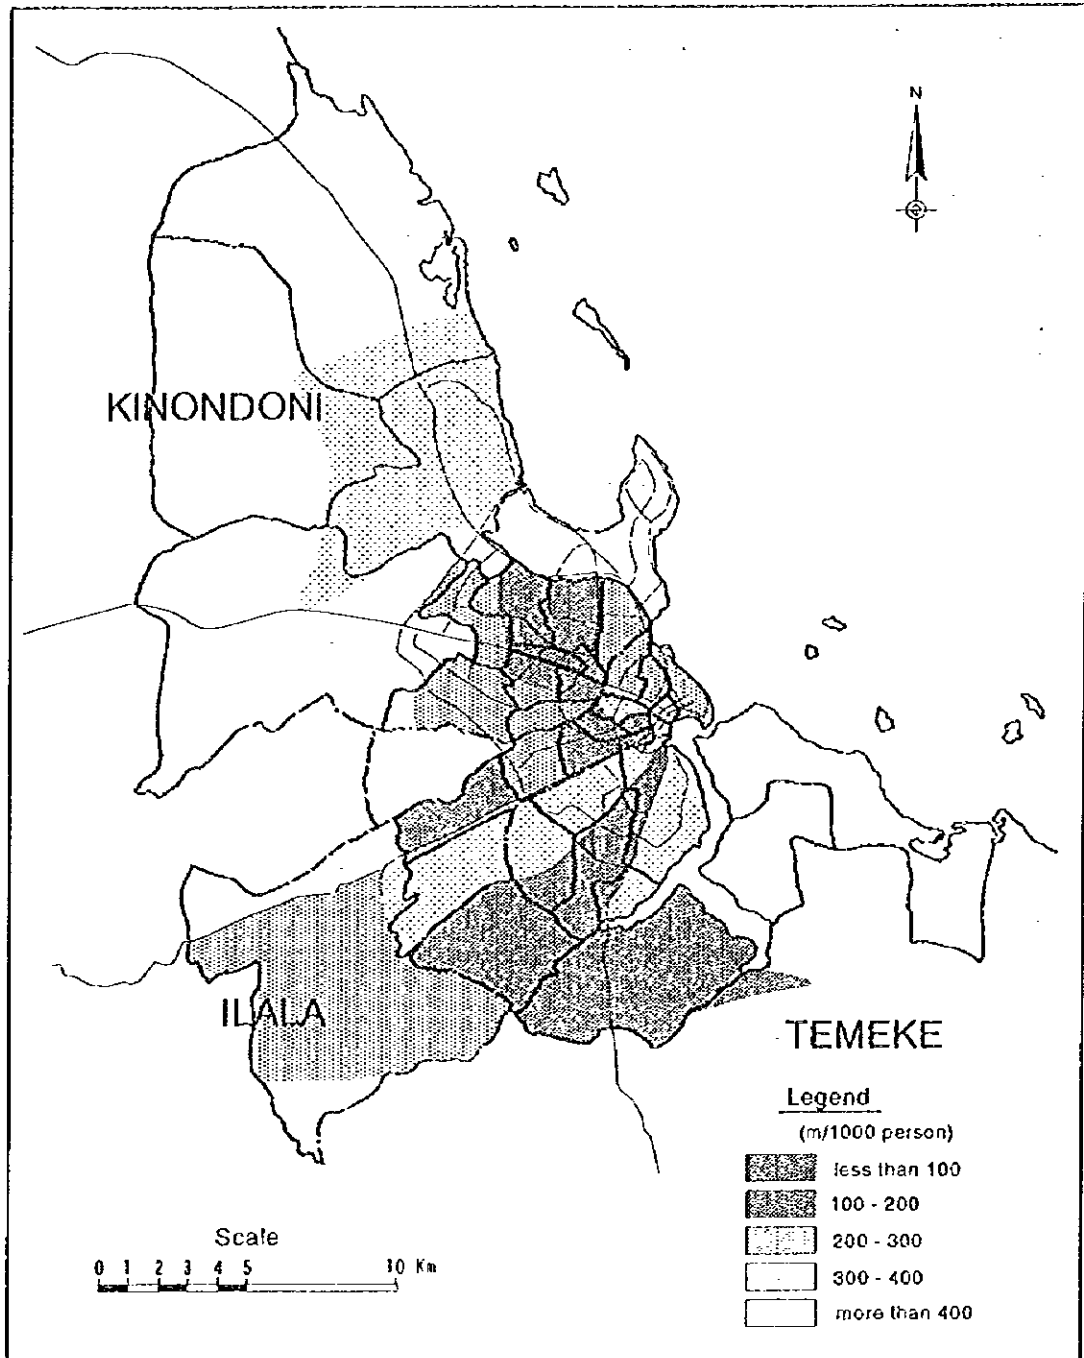 N
KINONDONI
ILALA
TEMEKE
Legend
(m/1000 person)
less than 100
100 - 200
200 - 300
300 - 400
more than 400
Scale
0 1 2 3 4 5 10 Km